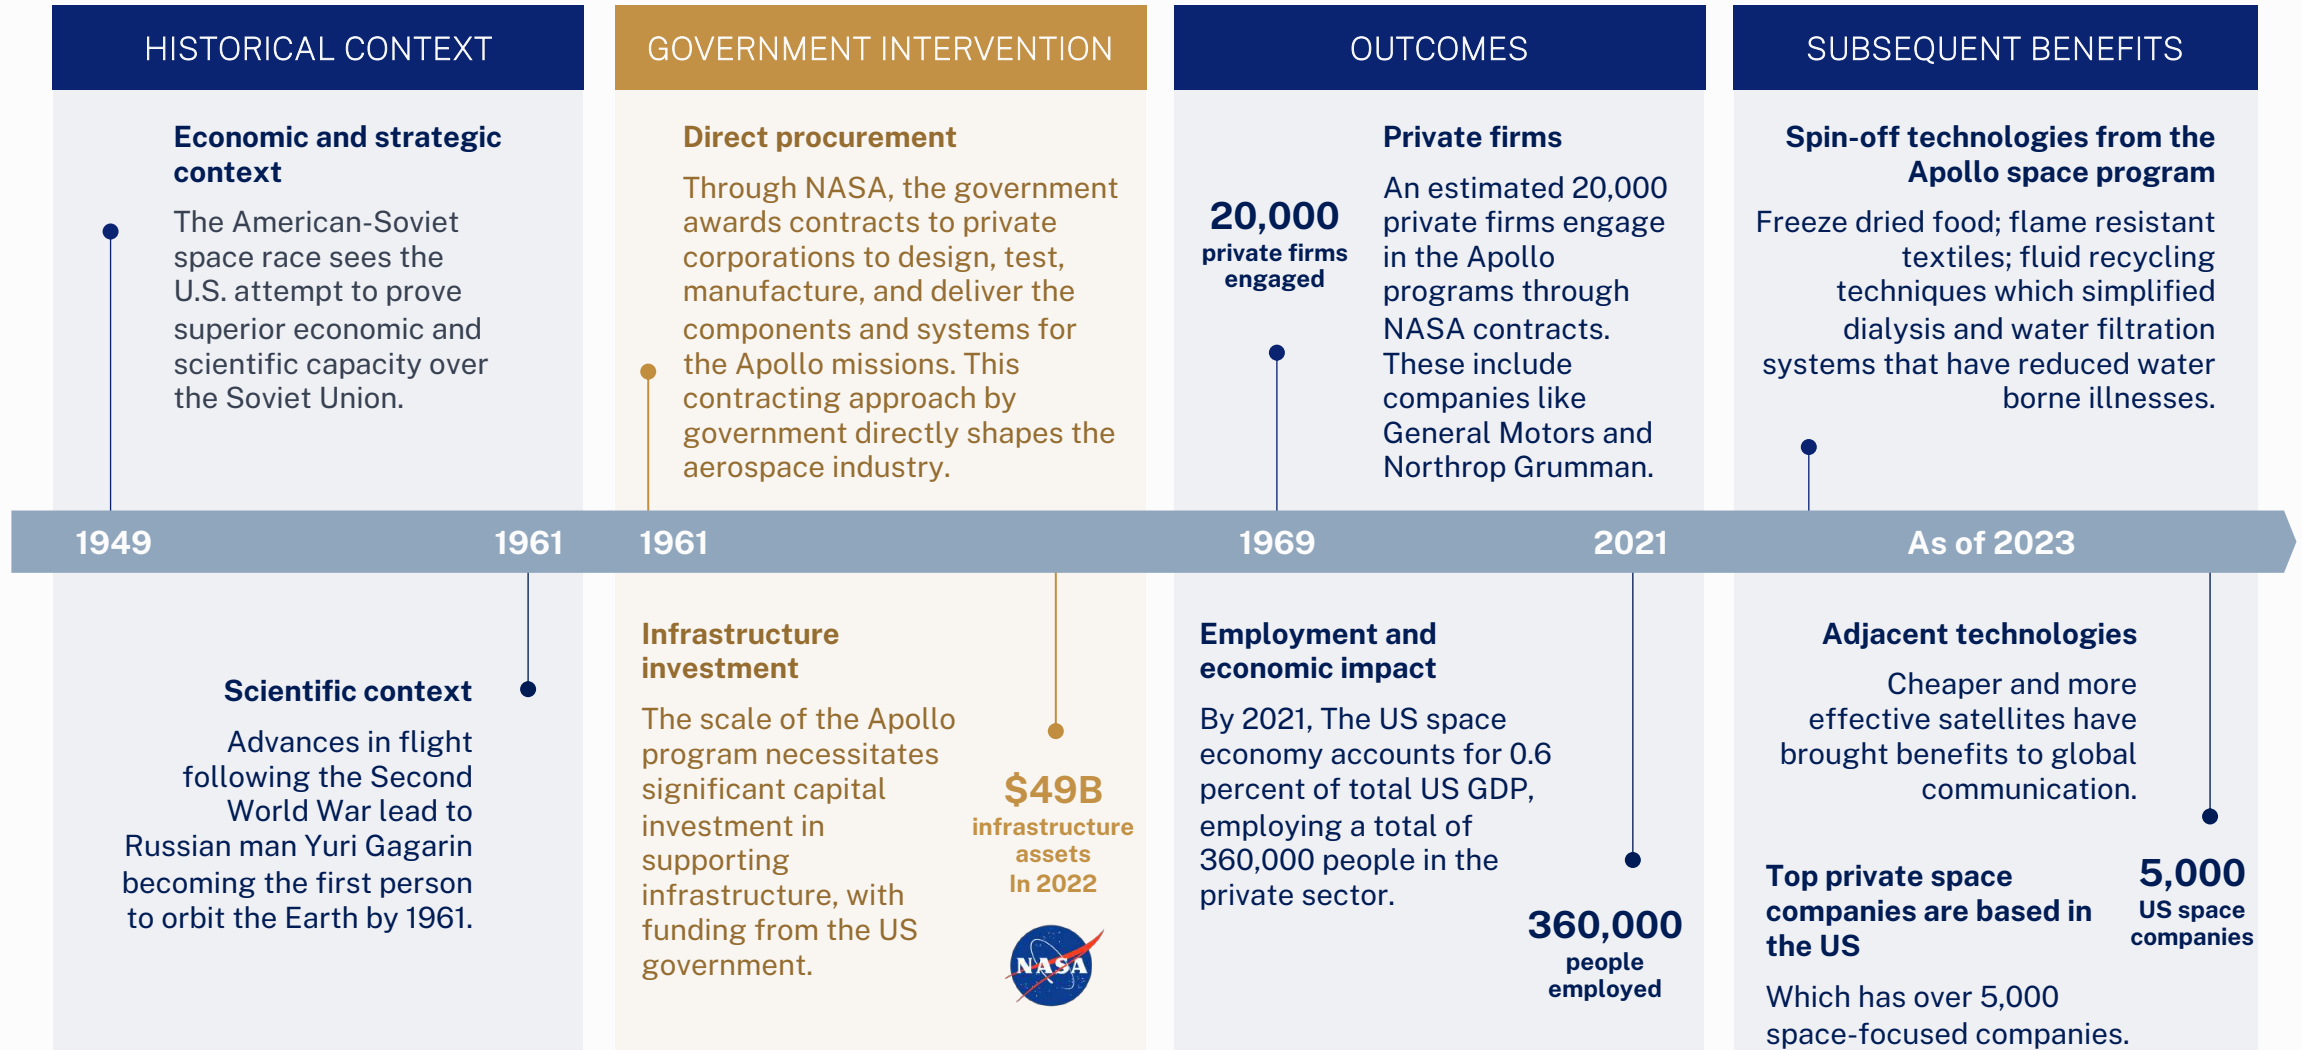 HISTORICAL CONTEXT
Economic and strategic
context
The American-Soviet
space race sees the
U.S. attempt to prove
superior economic and
scientific capacity over
the Soviet Union.
GOVERNMENT INTERVENTION
Direct procurement
Through NASA, the government
awards contracts to private
corporations to design, test,
manufacture, and deliver the
components and systems for
the Apollo missions. This
contracting approach by
government directly shapes the
aerospace industry.
OUTCOMES
20,000
private firms
engaged
Private firms
An estimated 20,000
private firms engage
in the Apollo
programs through
NASA contracts.
These include
companies like
General Motors and
Northrop Grumman.
SUBSEQUENT BENEFITS
Spin-off technologies from the
Apollo space program
Freeze dried food; flame resistant
textiles; fluid recycling
techniques which simplified
dialysis and water filtration
systems that have reduced water
borne illnesses.
1949
1961
1961
1969
2021
As of 2023
Scientific context
Advances in flight
following the Second
World War lead to
Russian man Yuri Gagarin
becoming the first person
to orbit the Earth by 1961.
Infrastructure
investment
The scale of the Apollo
program necessitates
significant capital
investment in
supporting
infrastructure, with
funding from the US
government.
$49B
infrastructure
assets
In 2022
NASA
Employment and
economic impact
By 2021, The US space
economy accounts for 0.6
percent of total US GDP,
employing a total of
360,000 people in the
private sector.
360,000
people
employed
Adjacent technologies
Cheaper and more
effective satellites have
brought benefits to global
communication.
Top private space
companies are based in
the US
Which has over 5,000
space-focused companies.
5,000
US space
companies